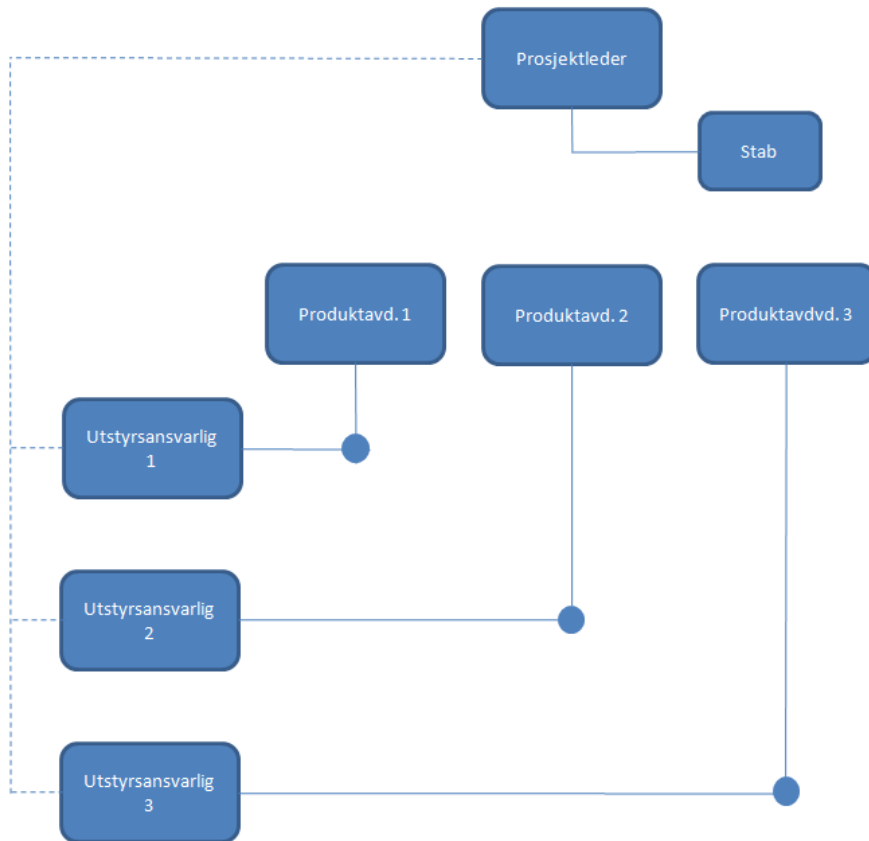 Prosjektleder
Stab
Produktavd. 1
Produktavd. 2
Produktavdvd. 3
Utstyrsansvarlig
1
Utstyrsansvarlig
2
Utstyrsansvarlig
3